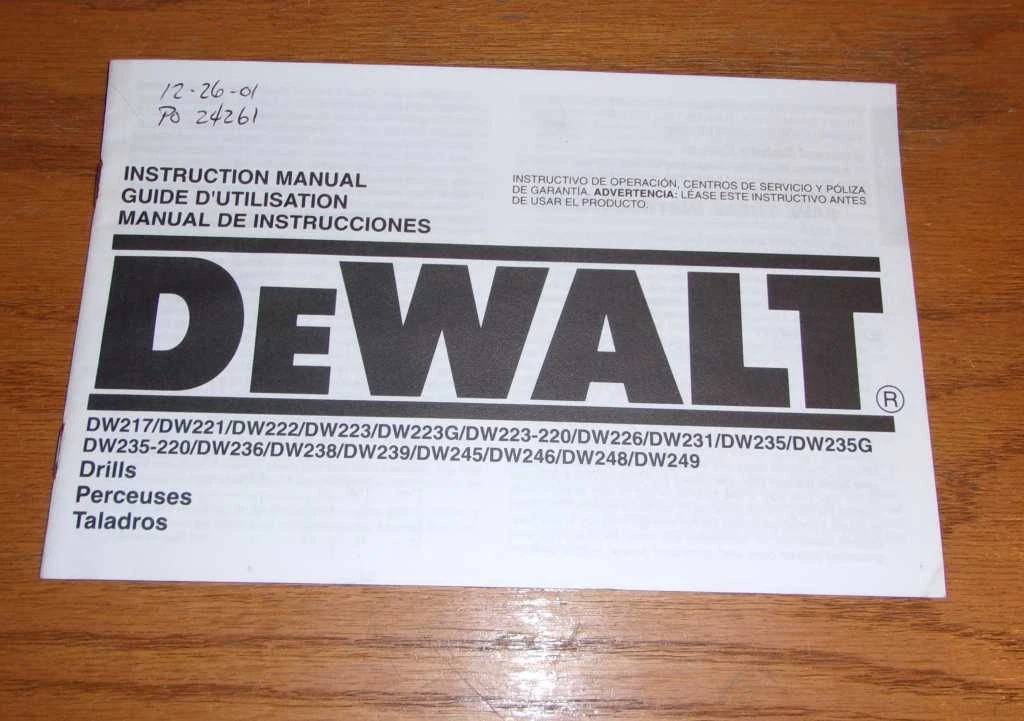 12-26-01
PO 24261
INSTRUCTION MANUAL
GUIDE D'UTILISATION
MANUAL DE INSTRUCCIONES
INSTRUCTIVO DE OPERACIÓN, CENTROS DE SERVICIO Y PÓLIZA
DE GARANTÍA. ADVERTENCIA: LÉASE ESTE INSTRUCTIVO ANTES
DE USAR EL PRODUCTO.
DEWALT®
DW217/DW221/DW222/DW223/DW223G/DW223-220/DW226/DW231/DW235/DW235G
DW235-220/DW236/DW238/DW239/DW245/DW246/DW248/DW249
Drills
Perceuses
Taladros